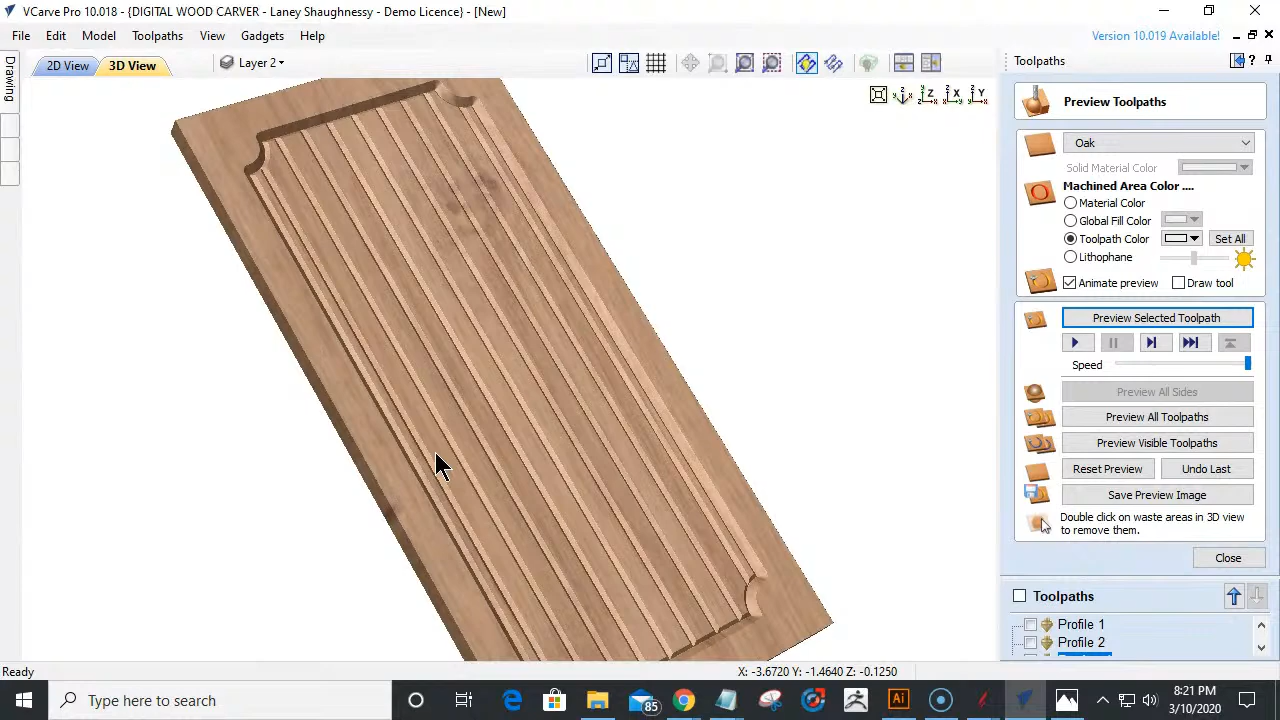 VCarve Pro 10.018 - {DIGITAL WOOD CARVER - Laney Shaughnessy - Demo Licence} - [New]
File Edit Model Toolpaths View Gadgets Help
Version 10.019 Available!
Drawing
2D View 3D View Layer 2
Toolpaths
Preview Toolpaths
Oak
Solid Material Color
Machined Area Color ....
Material Color
Global Fill Color
Toolpath Color Set All
Lithophane
Animate preview Draw tool
Preview Selected Toolpath
Speed
Preview All Sides
Preview All Toolpaths
Preview Visible Toolpaths
Reset Preview Undo Last
Save Preview Image
Double click on waste areas in 3D view
to remove them.
Close
Toolpaths
Profile 1
Profile 2
Ready X: -3.6720 Y: -1.4640 Z: -0.1250
Type here to search
85
Ai
8:21 PM
3/10/2020